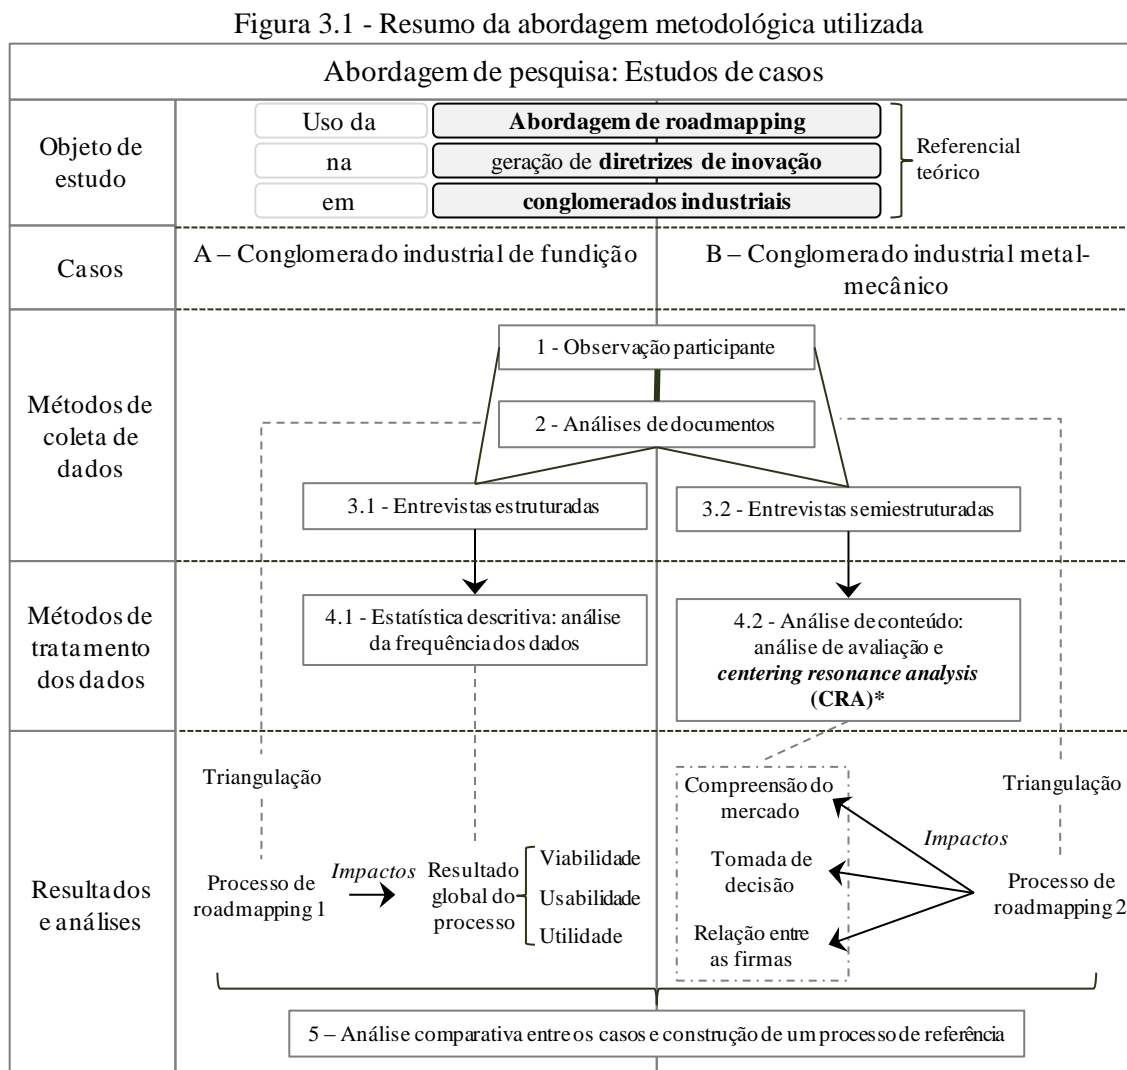 Figura 3.1 - Resumo da abordagem metodológica utilizada
Abordagem de pesquisa: Estudos de casos
Objeto de
estudo
Uso da
Abordagem de roadmapping
na
geração de diretrizes de inovação
em
conglomerados industriais
Referencial
teórico
Casos
A – Conglomerado industrial de fundição
B – Conglomerado industrial metal-
mecânico
Métodos de
coleta de
dados
1 - Observação participante
2 - Análises de documentos
3.1 - Entrevistas estruturadas
3.2 - Entrevistas semiestruturadas
Métodos de
tratamento
dos dados
4.1 - Estatística descritiva: análise
da frequência dos dados
4.2 - Análise de conteúdo:
análise de avaliação e
centering resonance analysis
(CRA)*
Resultados
e análises
Triangulação
Processo de
roadmapping 1
Impactos
Resultado
global do
processo
Viabilidade
Usabilidade
Utilidade
Compreensão do
mercado
Tomada de
decisão
Relação entre
as firmas
Impactos
Triangulação
Processo de
roadmapping 2
5 – Análise comparativa entre os casos e construção de um processo de referência